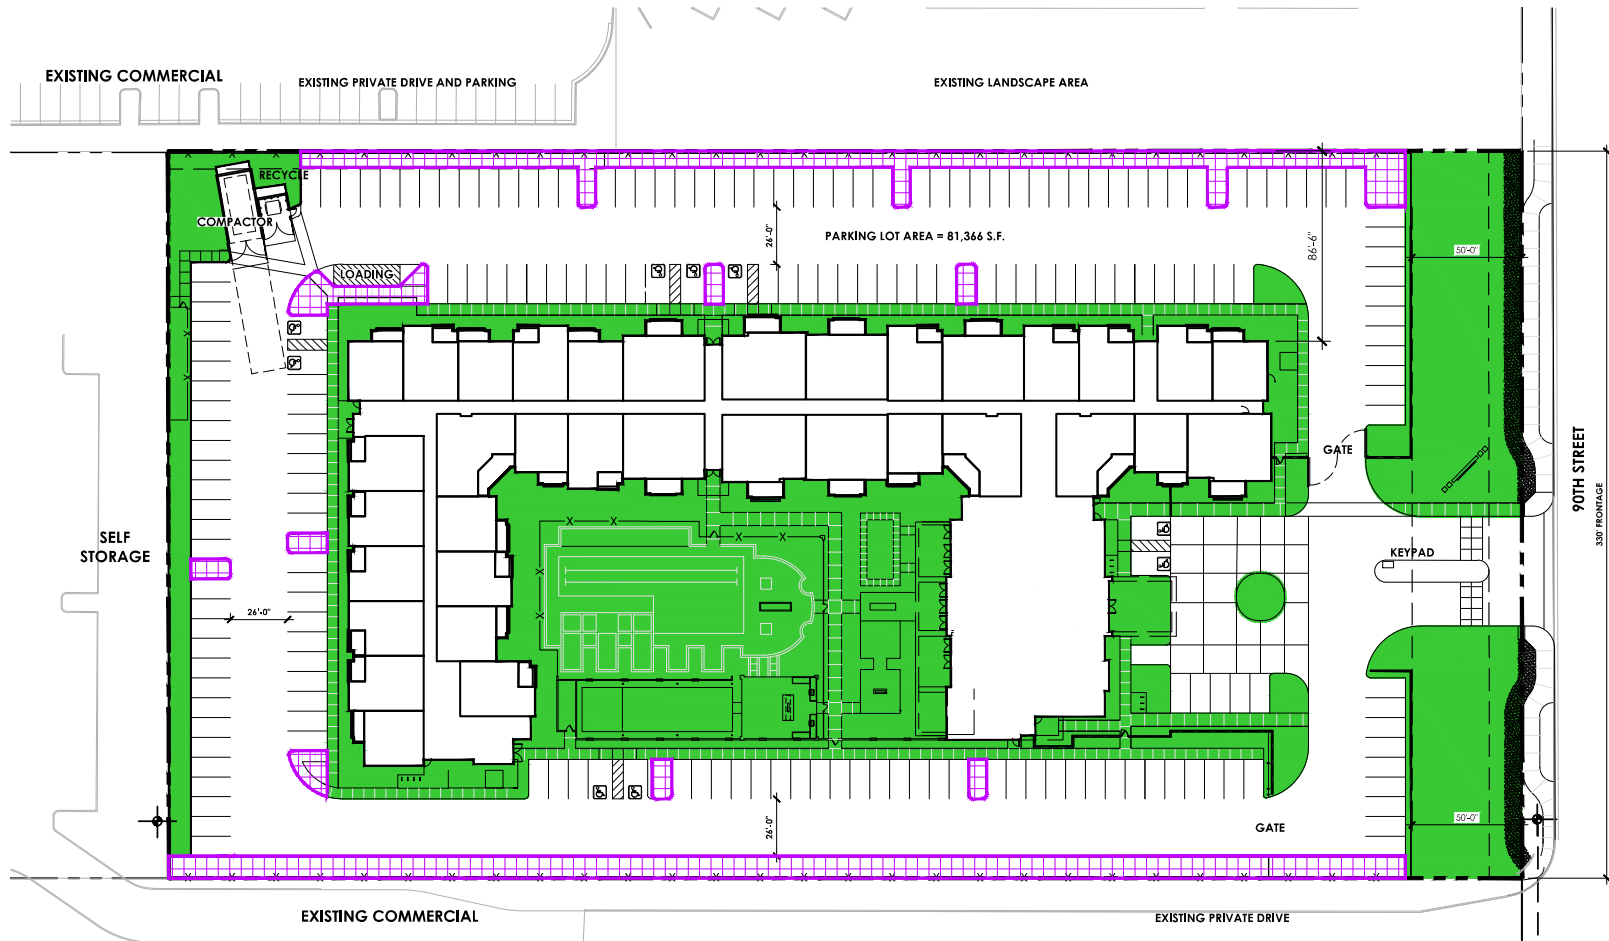 EXISTING COMMERCIAL
EXISTING PRIVATE DRIVE AND PARKING
EXISTING LANDSCAPE AREA
RECYCLE
COMPACTOR
LOADING
26'-0"
PARKING LOT AREA = 81,366 S.F.
86'-6"
50'-0"
GATE
90TH STREET
330' FRONTAGE
SELF
STORAGE
KEYPAD
26'-0"
26'-0"
GATE
50'-0"
EXISTING COMMERCIAL
EXISTING PRIVATE DRIVE